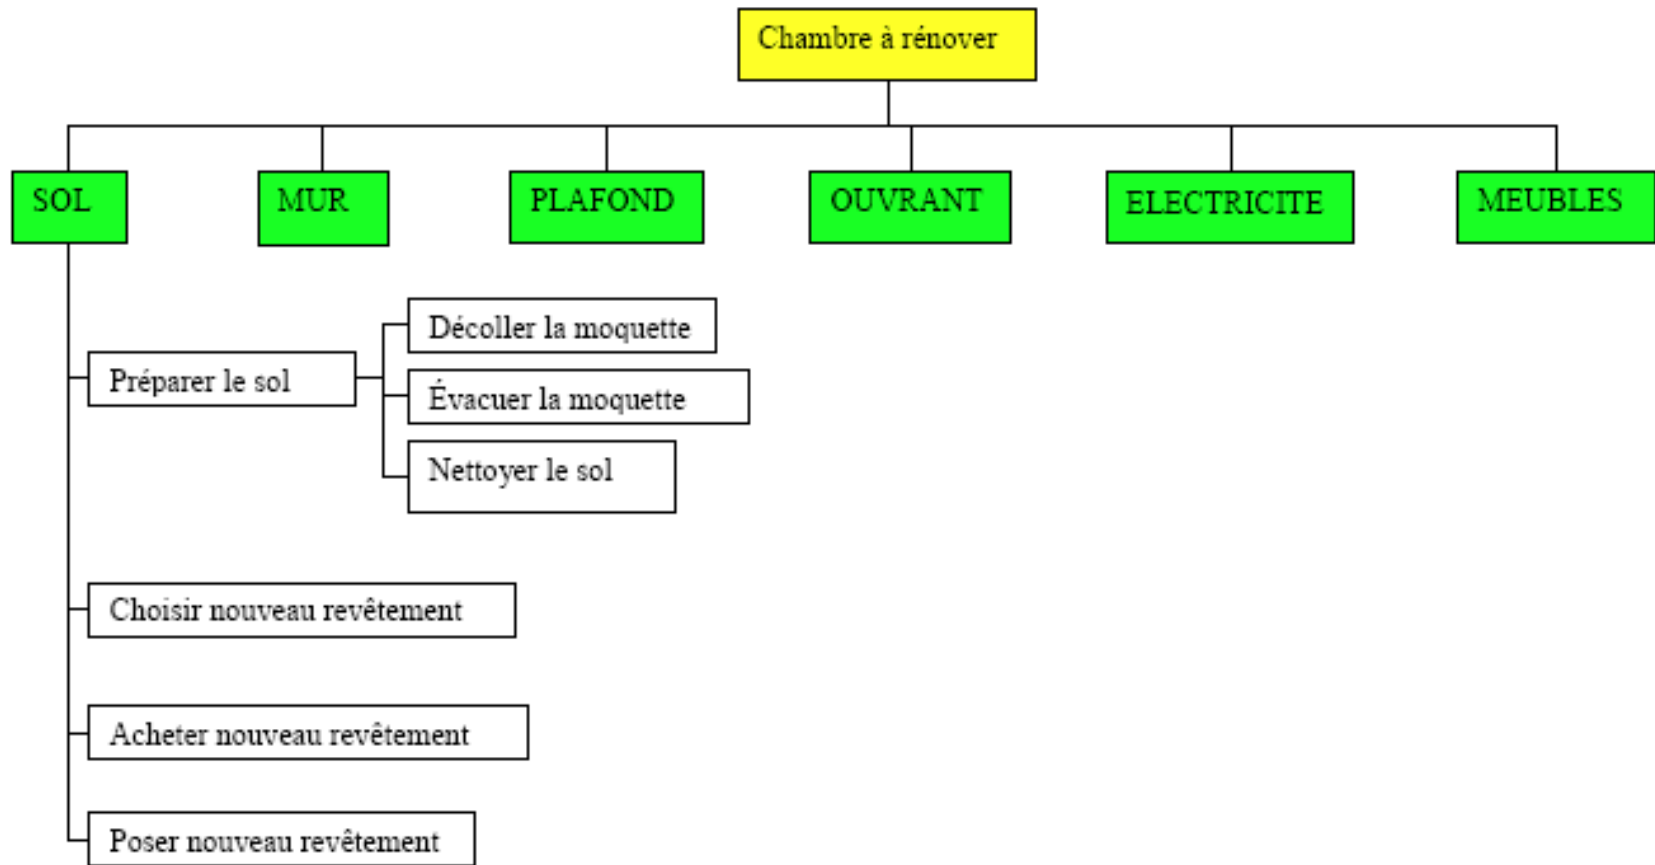 Chambre à rénover
SOL
MUR
PLAFOND
OUVRANT
ELECTRICITE
MEUBLES
Préparer le sol
Décoller la moquette
Évacuer la moquette
Nettoyer le sol
Choisir nouveau revêtement
Acheter nouveau revêtement
Poser nouveau revêtement